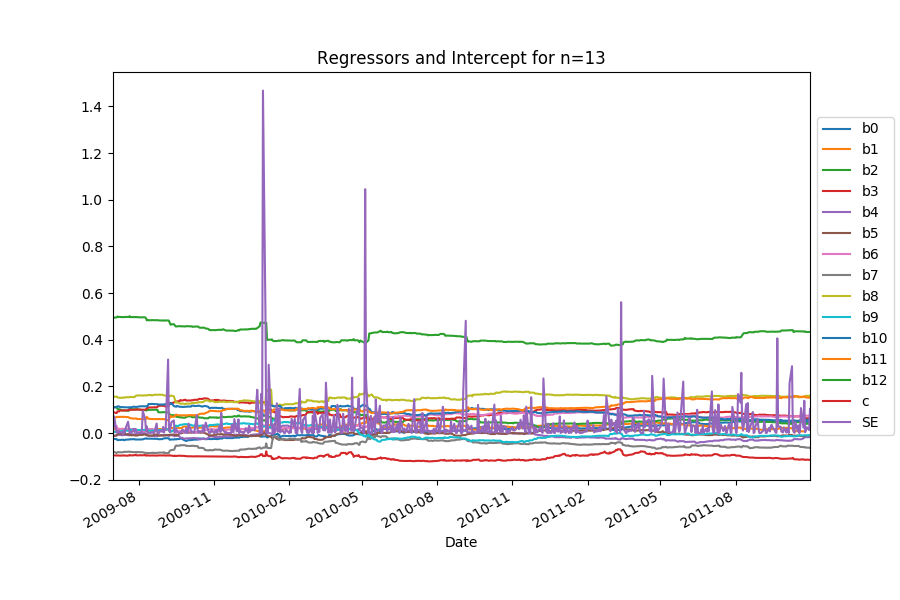 Regressors and Intercept for n=13
1.4
1.2
1.0
0.8
0.6
0.4
0.2
0.0
−0.2
2009-08
2009-11
2010-02
2010-05
2010-08
2010-11
2011-02
2011-05
2011-08
Date
b0
b1
b2
b3
b4
b5
b6
b7
b8
b9
b10
b11
b12
c
SE